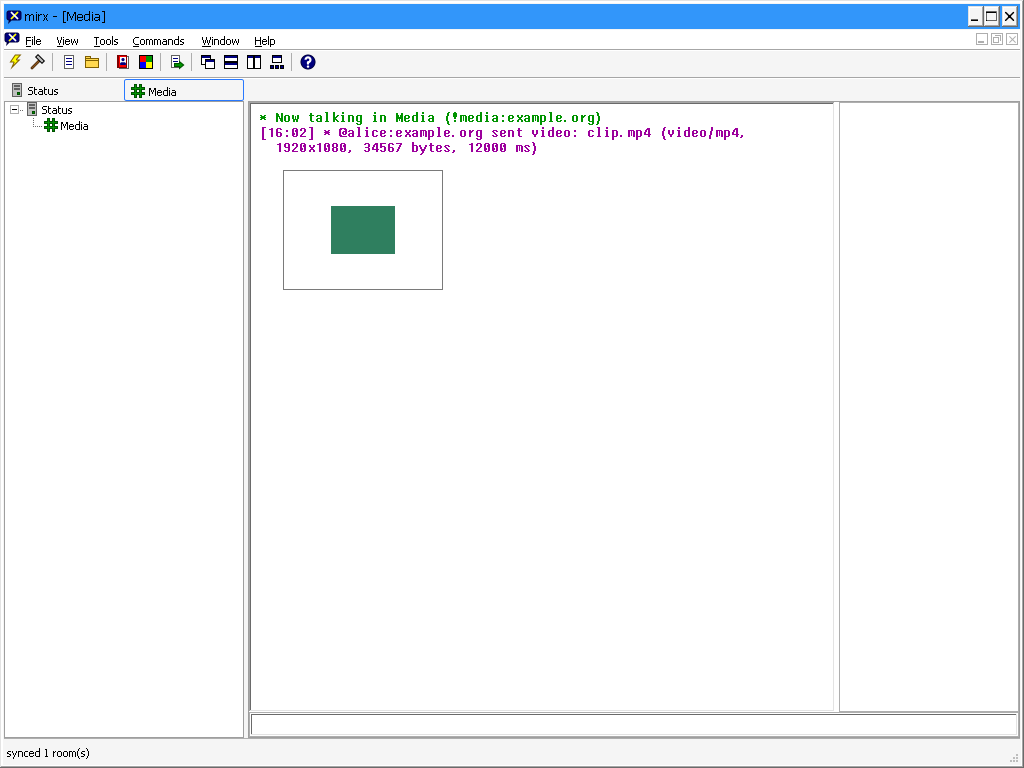 mirx - [Media]
File View Tools Commands Window Help
Status Media
Status
Media
* Now talking in Media (!media:example.org)
[16:02] * @alice:example.org sent video: clip.mp4 (video/mp4,
1920x1080, 34567 bytes, 12000 ms)
synced 1 room(s)